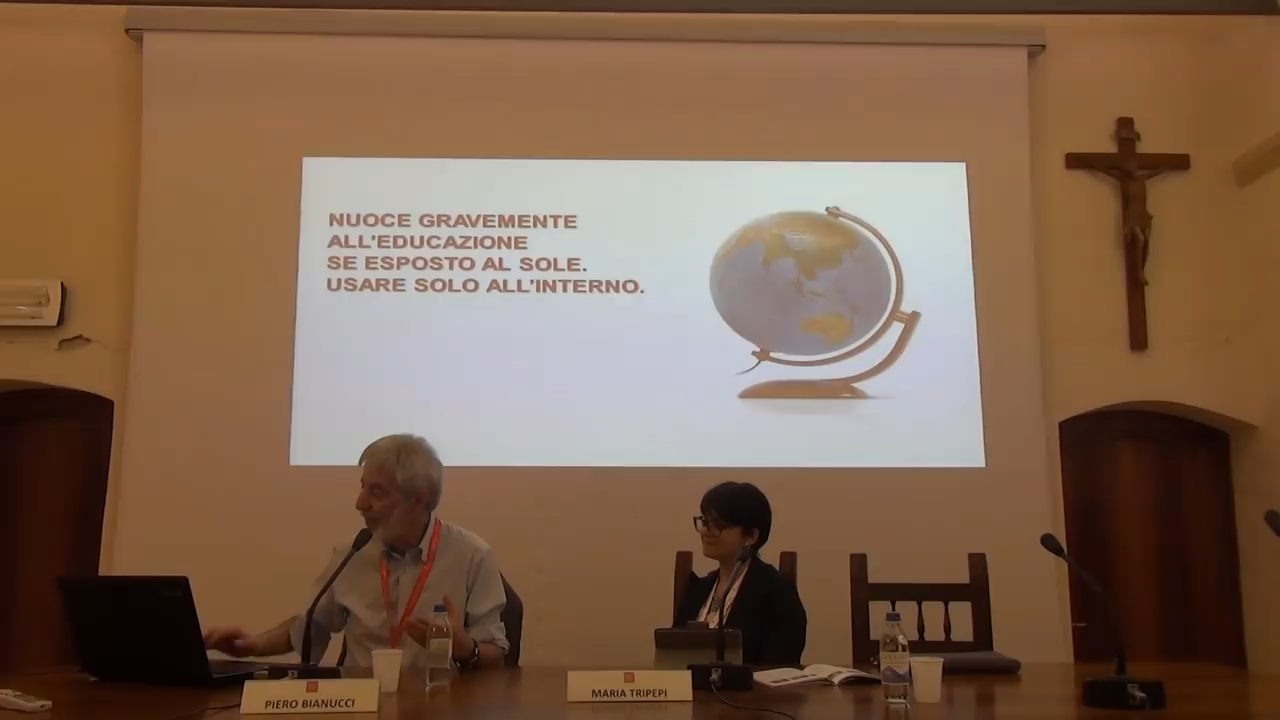 NUOCE GRAVEMENTE
ALL'EDUCAZIONE
SE ESPOSTO AL SOLE.
USARE SOLO ALL'INTERNO.
PIERO BIANUCCI
MARIA TRIPEPI